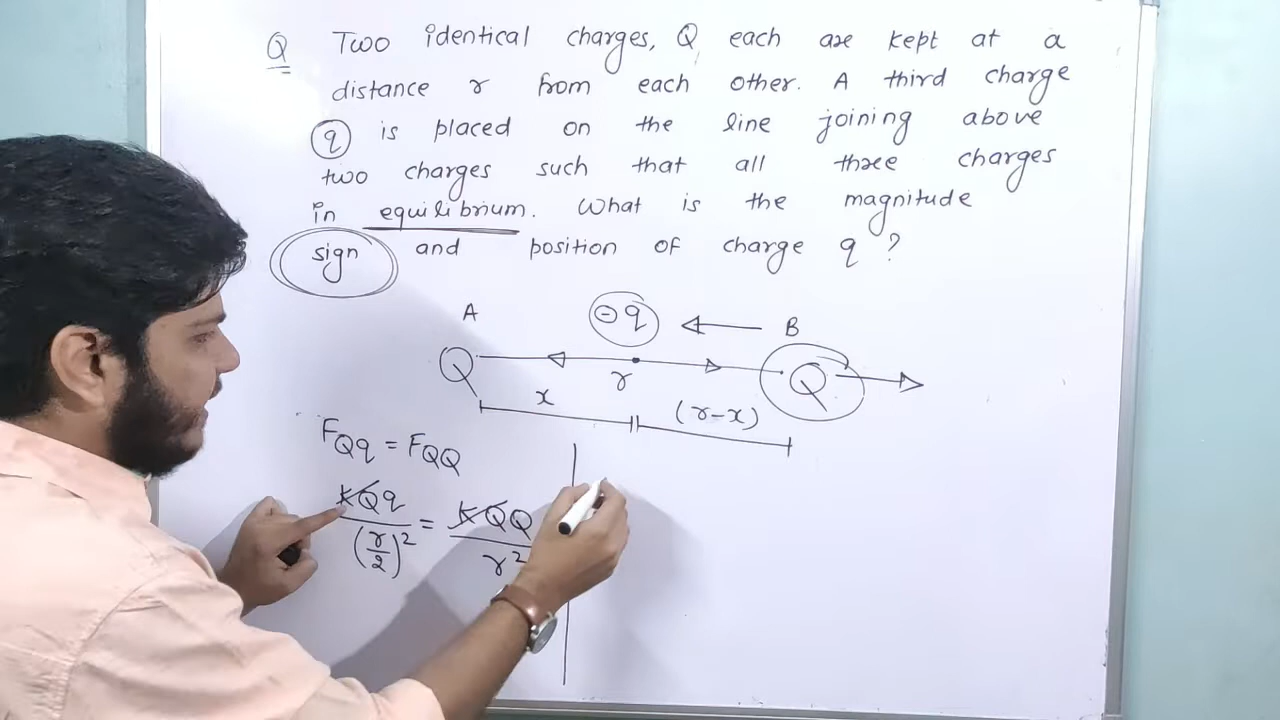 Q Two identical charges, Q each are kept at a
distance r from each other. A third charge
q is placed on the line joining above
two charges such that all three charges
in equilibrium. What is the magnitude
sign and position of charge q ?
A ⊖q B
Q r Q
x (r-x)
F_Qq = F_QQ
KQq/(r/2)² = KQQ/r²